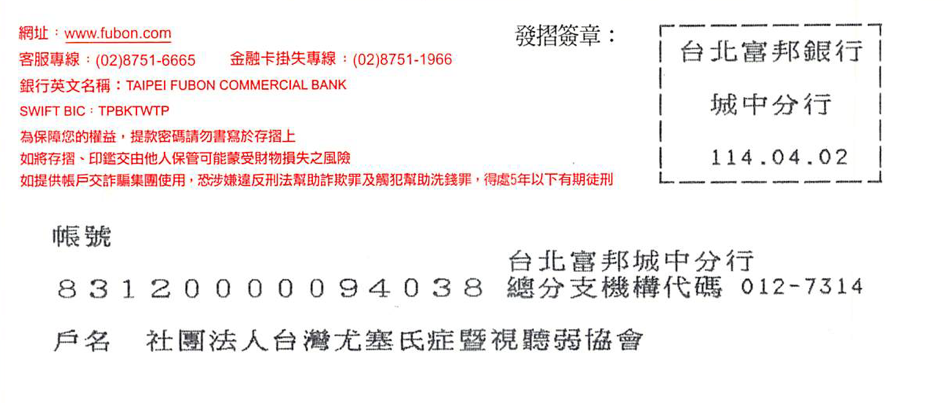 網址：www.fubon.com
客服專線：(02)8751-6665 金融卡掛失專線：(02)8751-1966
銀行英文名稱：TAIPEI FUBON COMMERCIAL BANK
SWIFT BIC：TPBKTWTP
為保障您的權益，提款密碼請勿書寫於存摺上
如將存摺、印鑑交由他人保管可能蒙受財物損失之風險
如提供帳戶交詐騙集團使用，恐涉嫌違反刑法幫助詐欺罪及觸犯幫助洗錢罪，得處5年以下有期徒刑
發摺簽章：
台北富邦銀行
城中分行
114.04.02
帳號
台北富邦城中分行
83120000094038 總分支機構代碼 012-7314
戶名 社團法人台灣尤塞氏症暨視聽弱協會